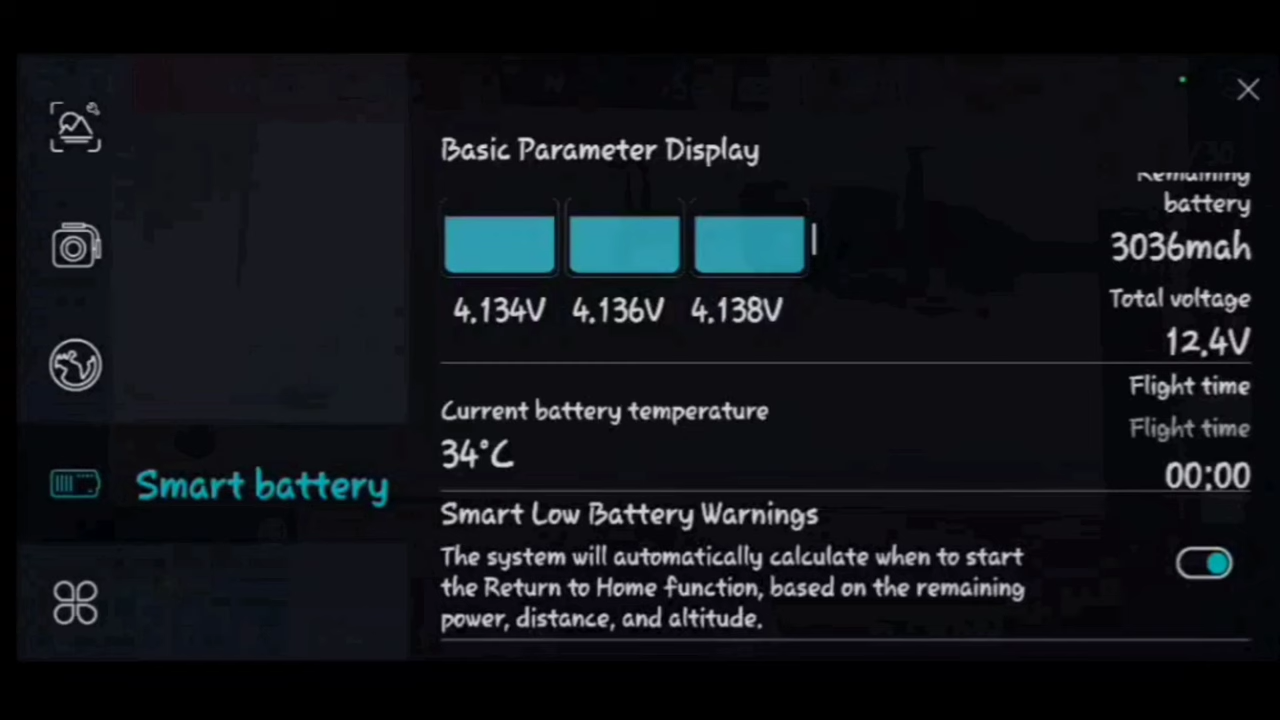 Basic Parameter Display
Remaining
battery
3036mah
4.134V 4.136V 4.138V
Total voltage
12.4V
Current battery temperature
34°C
Flight time
Flight time
00:00
Smart battery
Smart Low Battery Warnings
The system will automatically calculate when to start
the Return to Home function, based on the remaining
power, distance, and altitude.